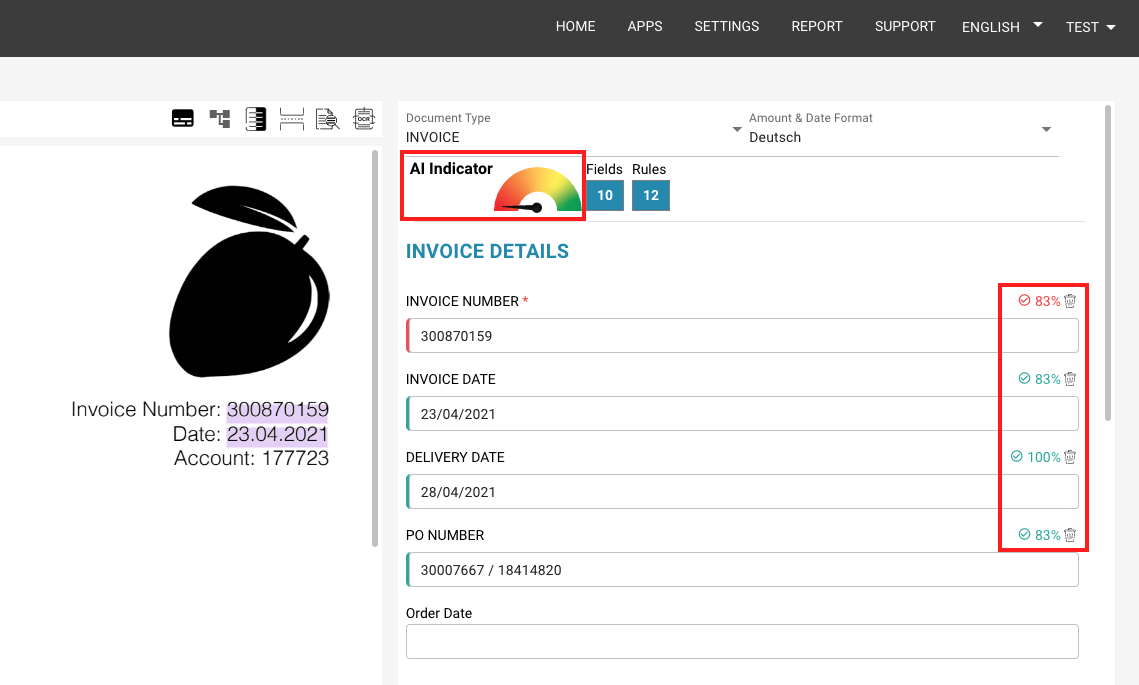 HOME APPS SETTINGS REPORT SUPPORT ENGLISH TEST
OCR
Invoice Number: 300870159
Date: 23.04.2021
Account: 177723
Document Type Amount & Date Format
INVOICE Deutsch
AI Indicator Fields Rules
10 12
INVOICE DETAILS
INVOICE NUMBER * 83%
300870159
INVOICE DATE 83%
23/04/2021
DELIVERY DATE 100%
28/04/2021
PO NUMBER 83%
30007667 / 18414820
Order Date